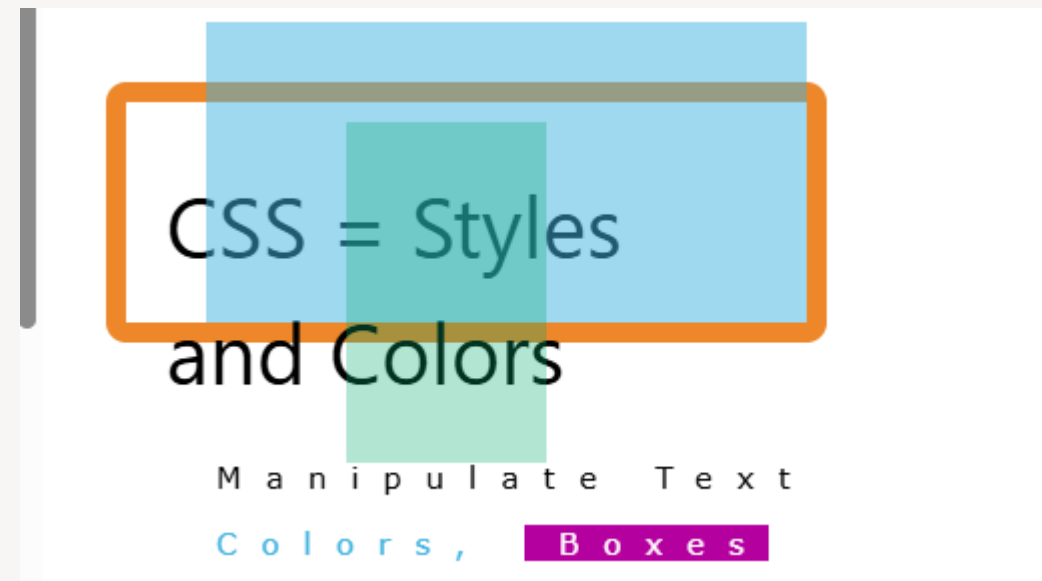 CSS = Styles
and Colors
Manipulate Text
Colors, Boxes